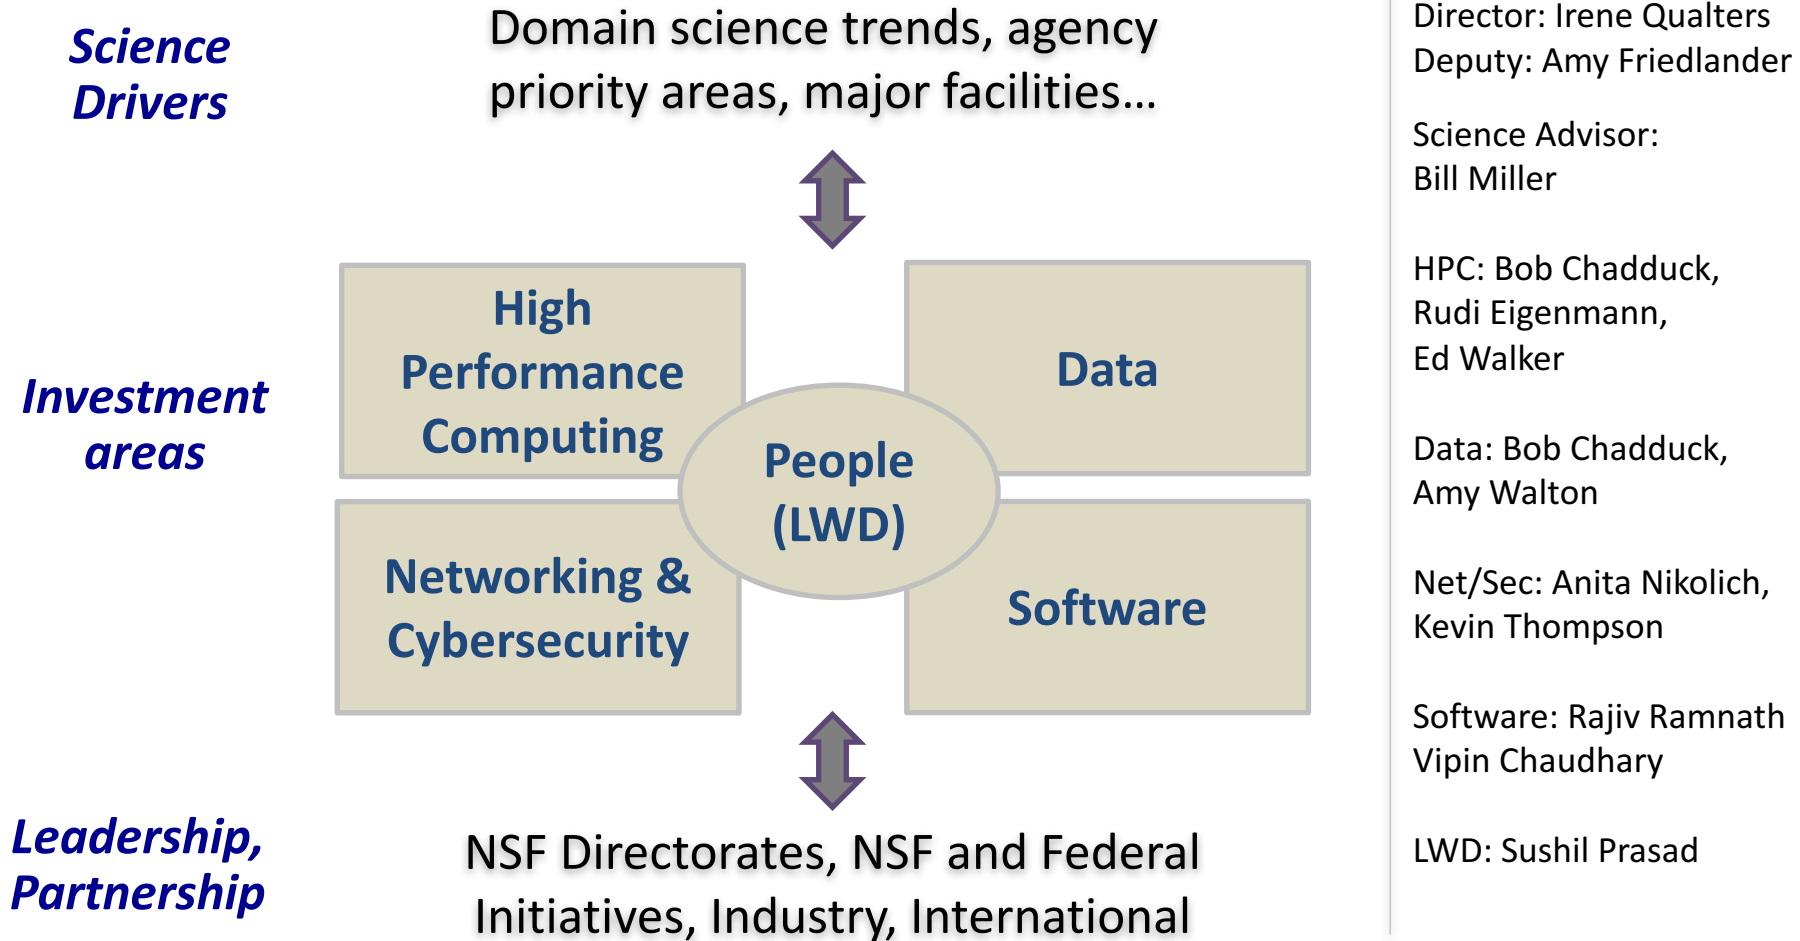 Science
Drivers
Domain science trends, agency
priority areas, major facilities...
Investment
areas
High
Performance
Computing
Data
People
(LWD)
Networking &
Cybersecurity
Software
Leadership,
Partnership
NSF Directorates, NSF and Federal
Initiatives, Industry, International
Director: Irene Qualters
Deputy: Amy Friedlander
Science Advisor:
Bill Miller
HPC: Bob Chadduck,
Rudi Eigenmann,
Ed Walker
Data: Bob Chadduck,
Amy Walton
Net/Sec: Anita Nikolich,
Kevin Thompson
Software: Rajiv Ramnath
Vipin Chaudhary
LWD: Sushil Prasad